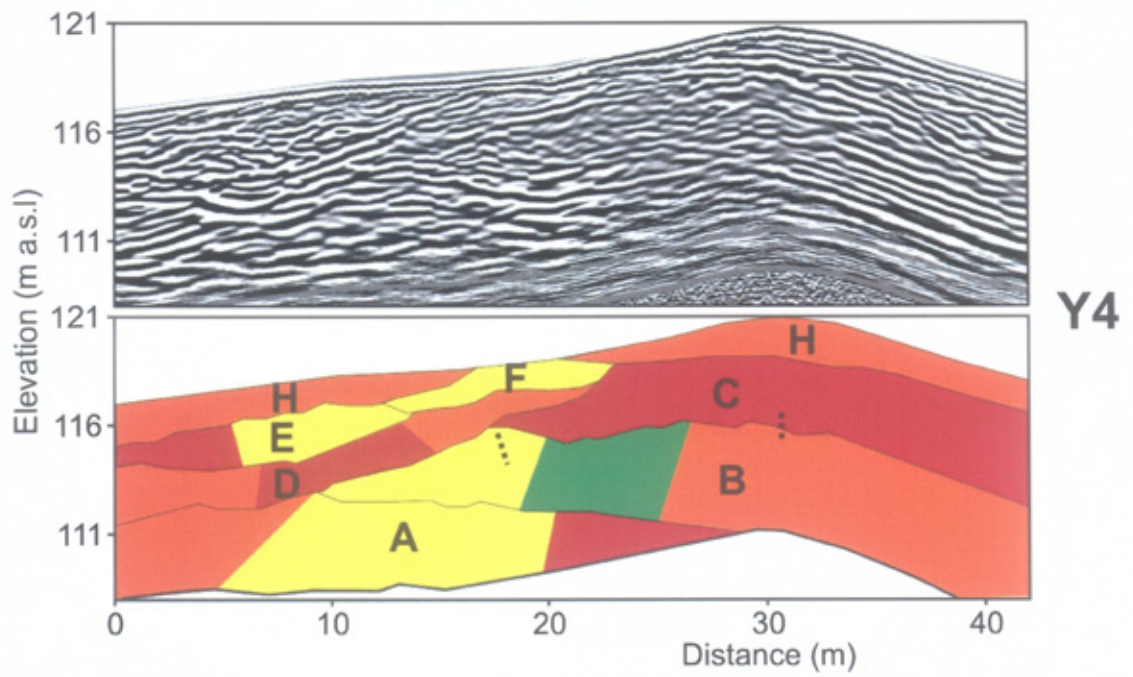 121
116
111
121
116
111
Elevation (m a.s.l)
Y4
H
F
H
C
E
D
B
A
0 10 20 30 40
Distance (m)